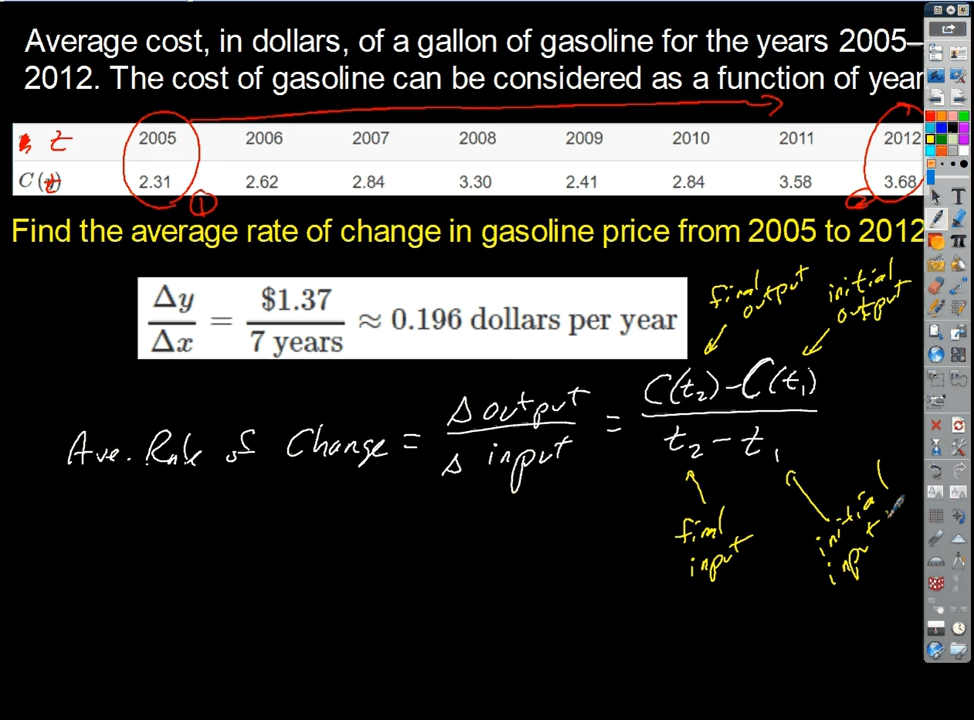 Average cost, in dollars, of a gallon of gasoline for the years 2005–
2012. The cost of gasoline can be considered as a function of year
t 2005 2006 2007 2008 2009 2010 2011 2012
C(t) 2.31 2.62 2.84 3.30 2.41 2.84 3.58 3.68
① ②
Find the average rate of change in gasoline price from 2005 to 2012
Δy/Δx = $1.37/7 years ≈ 0.196 dollars per year
final output
initial output
Ave. Rate of Change = Δ output/Δ input = C(t₂)-C(t₁)/t₂-t₁
final input
initial input